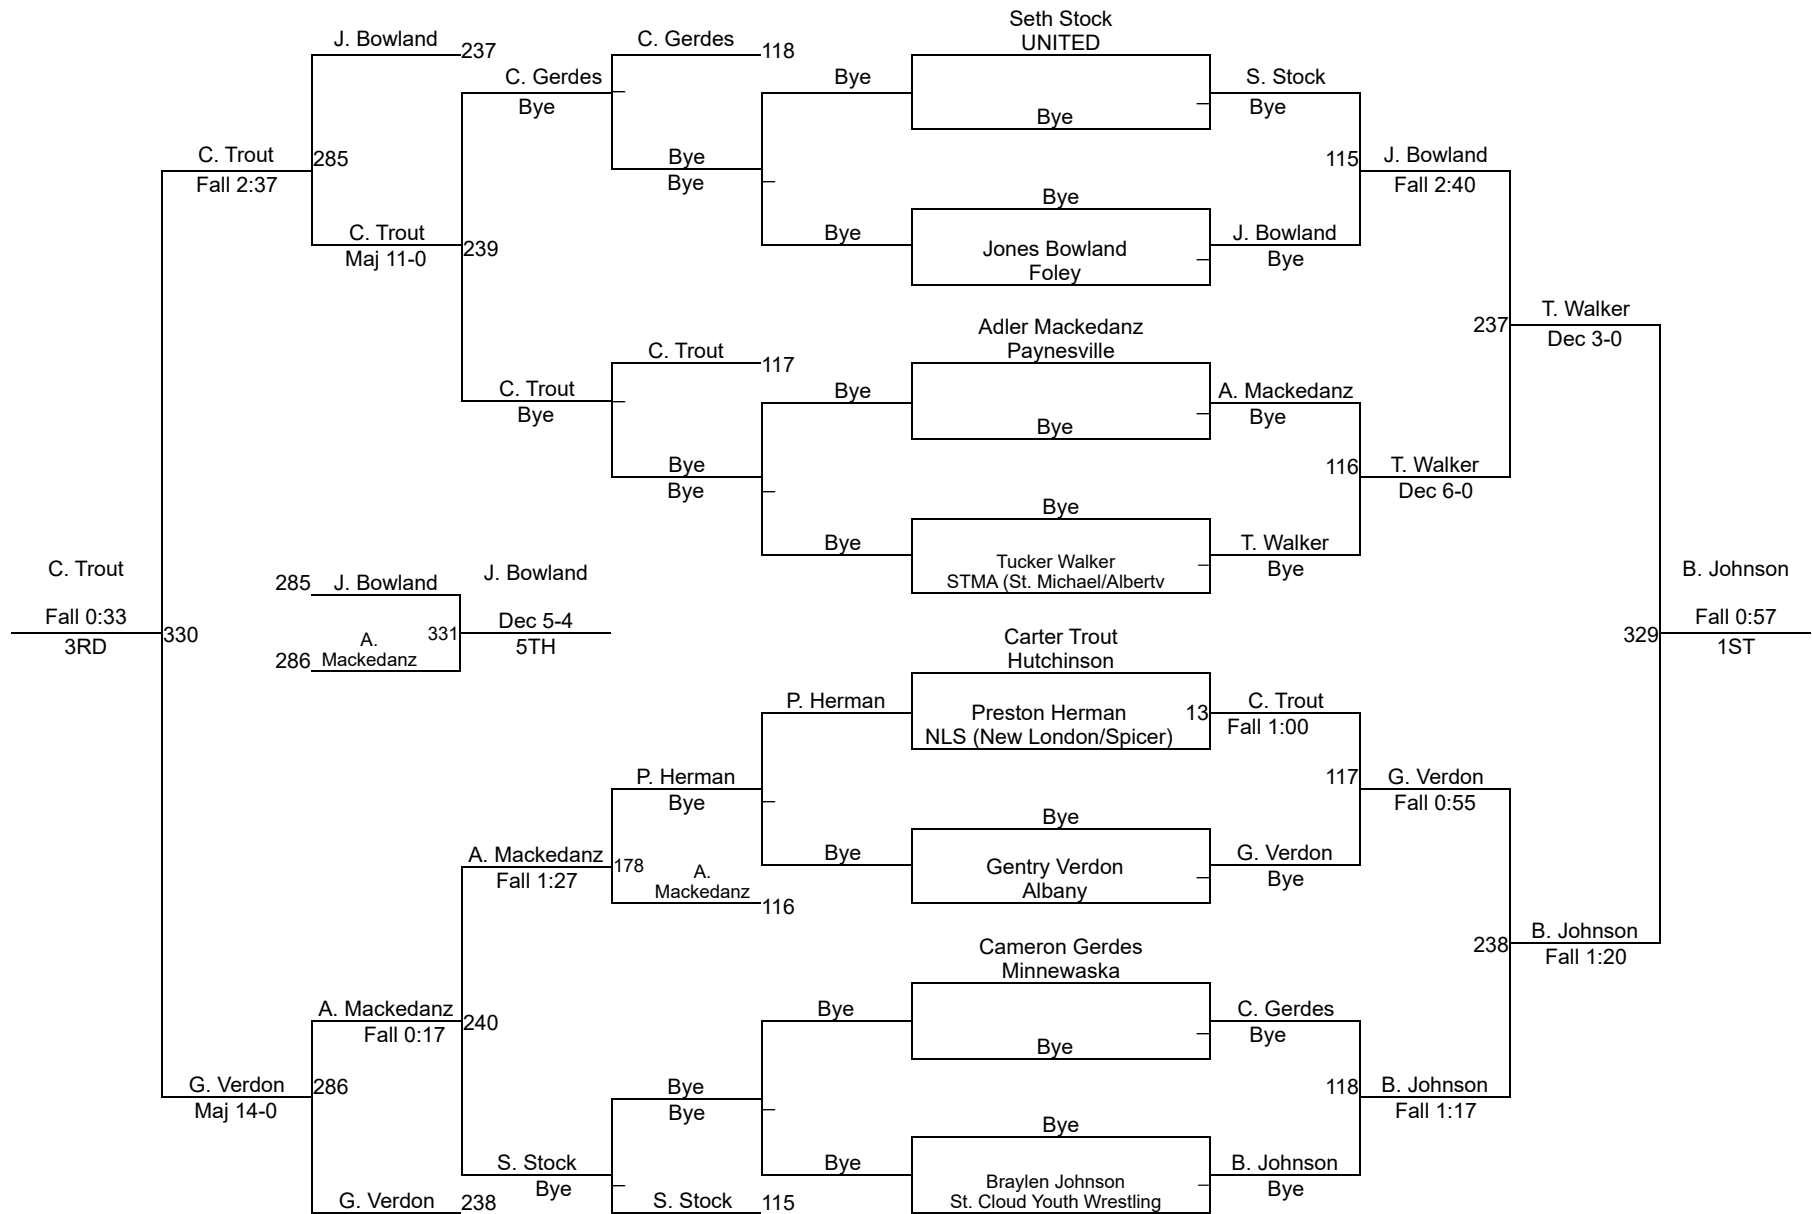 Seth Stock
UNITED
J. Bowland
237
C. Gerdes
118
C. Gerdes
Bye
Bye
Bye
S. Stock
Bye
C. Trout
285
Fall 2:37
Bye
Bye
115
J. Bowland
Fall 2:40
Bye
C. Trout
239
Maj 11-0
Bye
Jones Bowland
Foley
J. Bowland
Bye
Adler Mackedanz
Paynesville
237
T. Walker
Dec 3-0
C. Trout
117
C. Trout
Bye
Bye
Bye
A. Mackedanz
Bye
Bye
Bye
116
T. Walker
Dec 6-0
Bye
Bye
Tucker Walker
STMA (St. Michael/Albertv
T. Walker
Bye
C. Trout
Fall 0:33
3RD
330
285
J. Bowland
J. Bowland
286
A.
Mackedanz
331
Dec 5-4
5TH
B. Johnson
329
Fall 0:57
1ST
Carter Trout
Hutchinson
P. Herman
Preston Herman
NLS (New London/Spicer)
13
C. Trout
Fall 1:00
P. Herman
Bye
117
G. Verdon
Fall 0:55
Bye
A. Mackedanz
Fall 1:27
178
A.
Mackedanz
116
Bye
Gentry Verdon
Albany
G. Verdon
Bye
Cameron Gerdes
Minnewaska
238
B. Johnson
Fall 1:20
A. Mackedanz
Fall 0:17
240
Bye
Bye
C. Gerdes
Bye
G. Verdon
Maj 14-0
286
Bye
Bye
118
B. Johnson
Fall 1:17
Bye
S. Stock
Bye
Bye
Braylen Johnson
St. Cloud Youth Wrestling
B. Johnson
Bye
G. Verdon
238
S. Stock
115